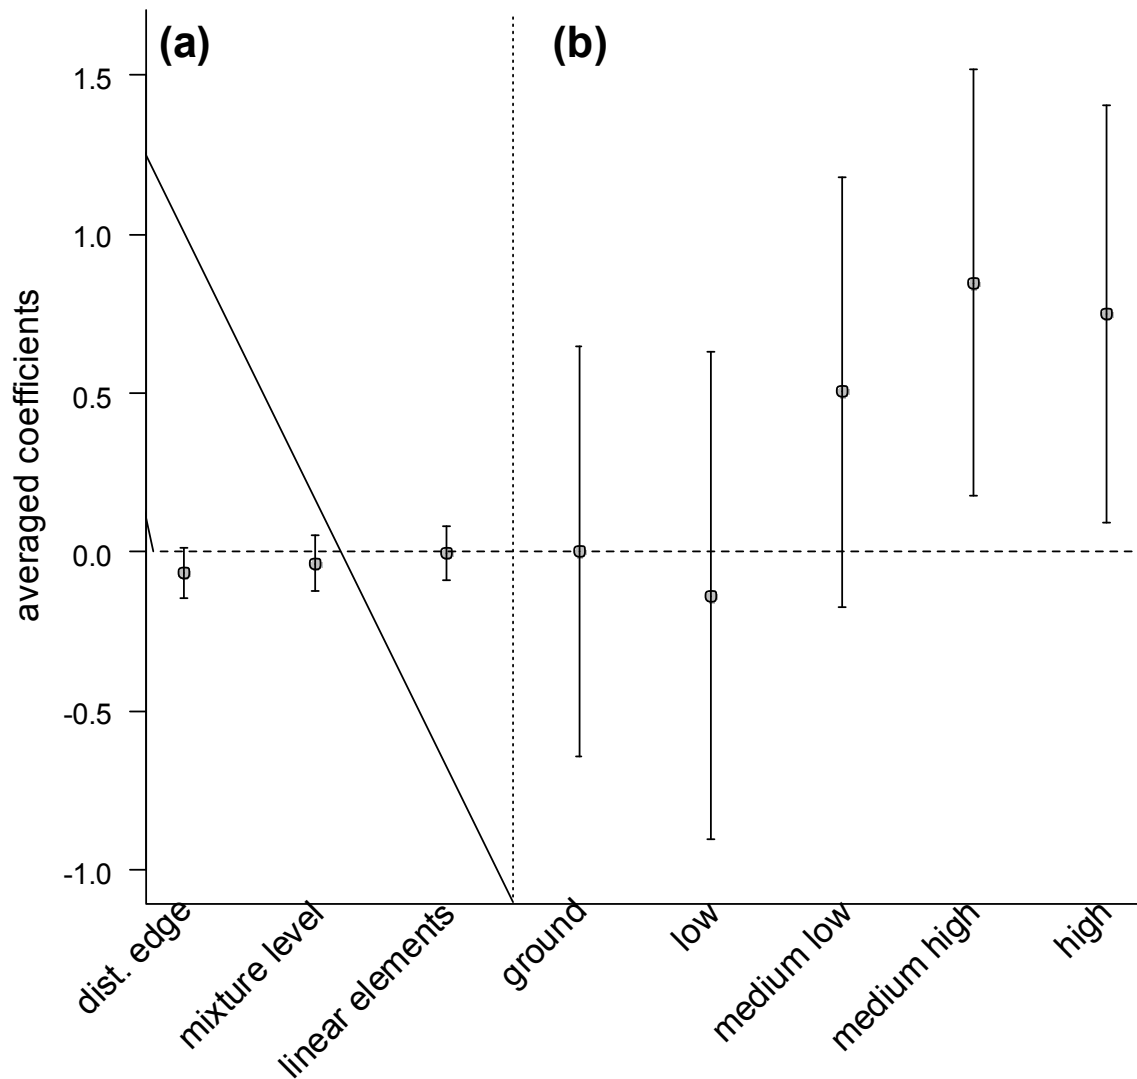 (a)
(b)
averaged coefficients
1.5
1.0
0.5
0.0
-0.5
-1.0
dist. edge
mixture level
linear elements
ground
low
medium low
medium high
high